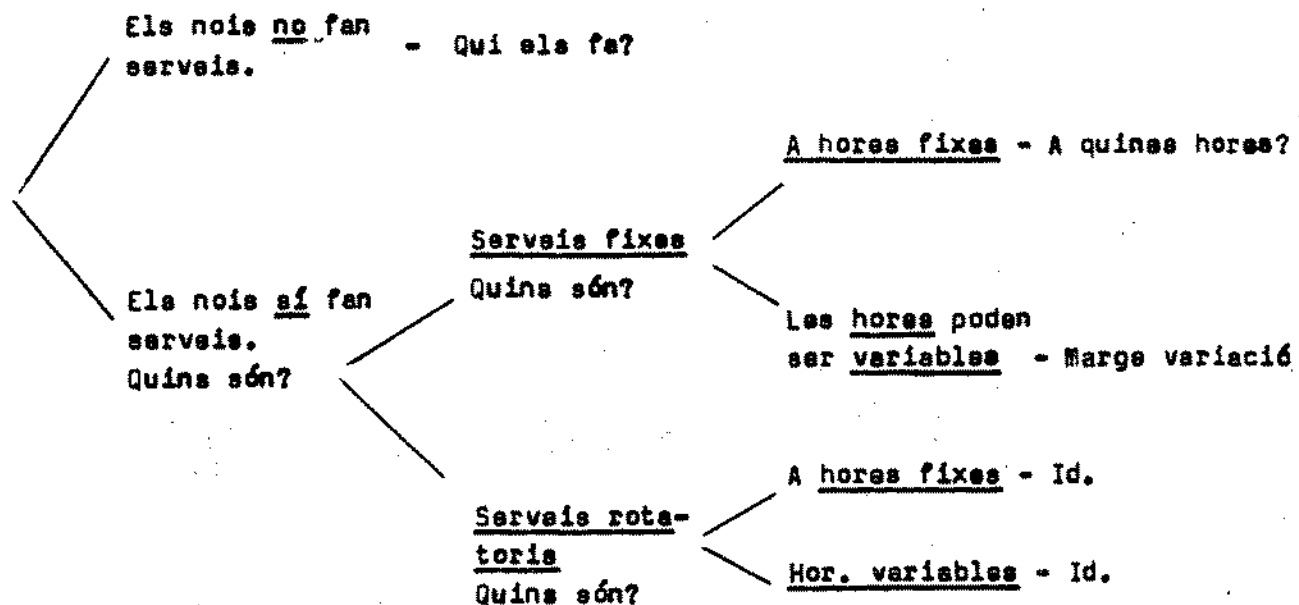 Els nois no fan
serveis.
- Qui els fa?
A hores fixes - A quines hores?
Serveis fixes
Quins són?
Els nois sí fan
serveis.
Quins són?
Les hores poden
ser variables - Marge variació
A hores fixes - Id.
Serveis rota-
toris
Quins són?
Hor. variables - Id.